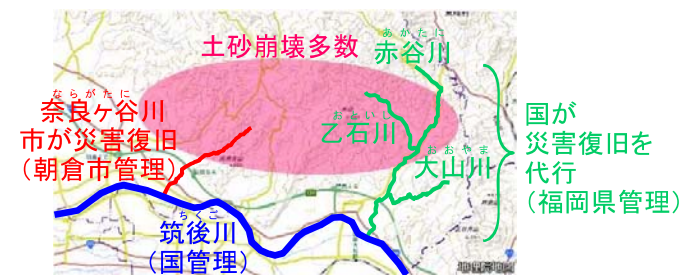 土砂崩壊多数
あかたに
赤谷川
ならがたに
奈良ヶ谷川
市が災害復旧
（朝倉市管理）
おといし
乙石川
おおやま
大山川
国が
災害復旧を
代行
（福岡県管理）
ちくご
筑後川
（国管理）